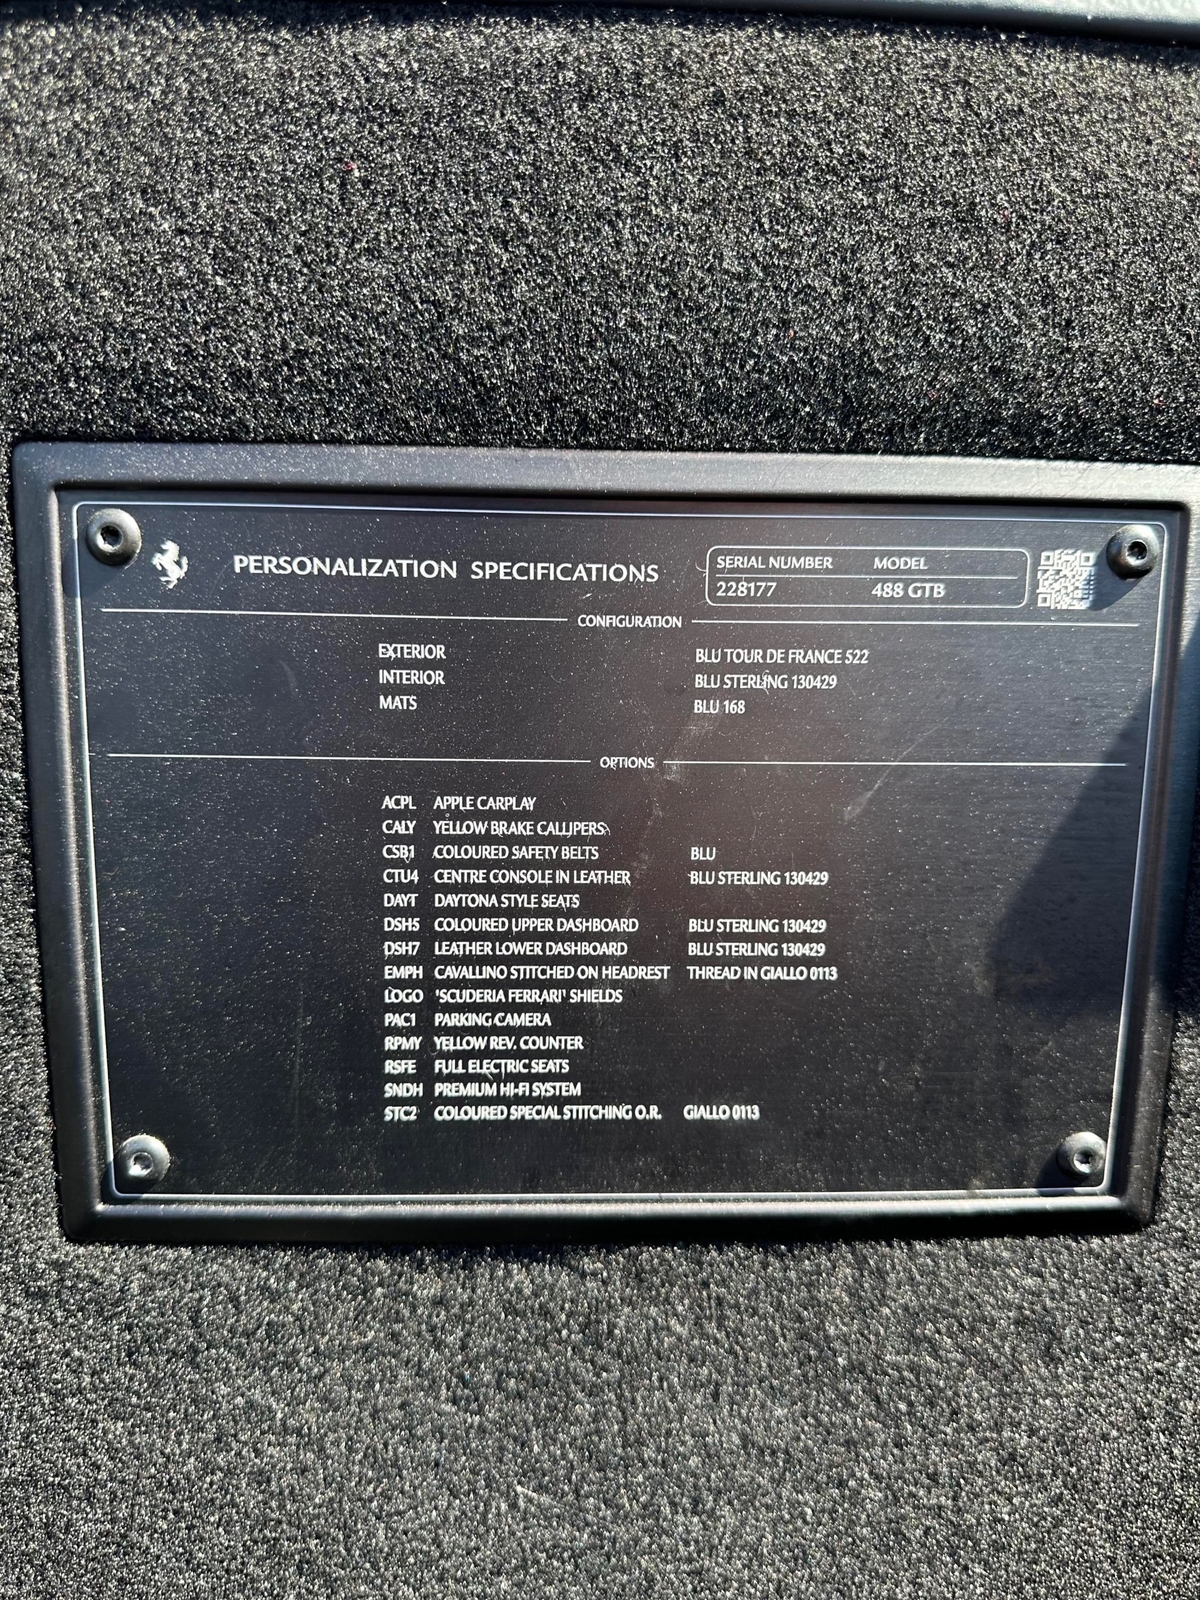 PERSONALIZATION SPECIFICATIONS
SERIAL NUMBER MODEL
228177 488 GTB
CONFIGURATION
EXTERIOR BLU TOUR DE FRANCE 522
INTERIOR BLU STERLING 130429
MATS BLU 168
OPTIONS
ACPL APPLE CARPLAY
CALY YELLOW BRAKE CALLIPERS
CSB1 COLOURED SAFETY BELTS BLU
CTU4 CENTRE CONSOLE IN LEATHER BLU STERLING 130429
DAYT DAYTONA STYLE SEATS
DSH5 COLOURED UPPER DASHBOARD BLU STERLING 130429
DSH7 LEATHER LOWER DASHBOARD BLU STERLING 130429
EMPH CAVALLINO STITCHED ON HEADREST THREAD IN GIALLO 0113
LOGO 'SCUDERIA FERRARI' SHIELDS
PAC1 PARKING CAMERA
RPMY YELLOW REV. COUNTER
RSFE FULL ELECTRIC SEATS
SNDH PREMIUM HI-FI SYSTEM
STC2 COLOURED SPECIAL STITCHING O.R. GIALLO 0113